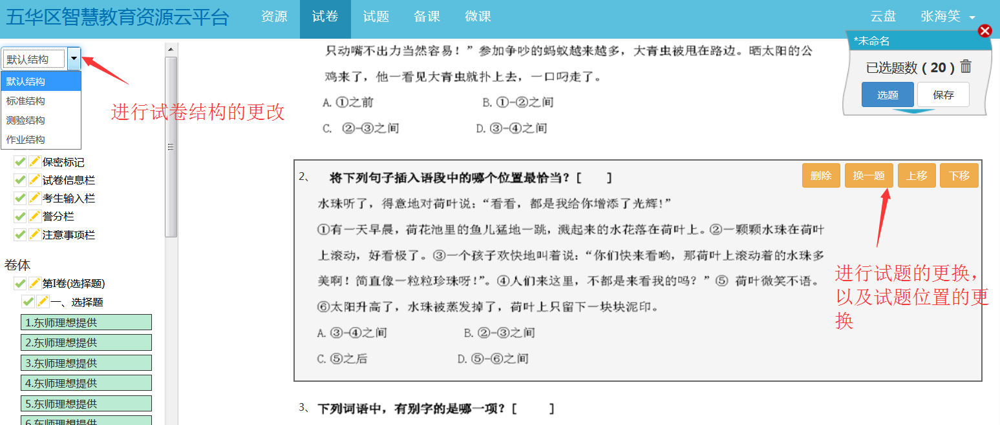 五华区智慧教育资源云平台 资源 试卷 试题 备课 微课 云盘 张海笑
*未命名
已选题数 ( 20 )
选题 保存
默认结构
默认结构
标准结构
测验结构
作业结构
进行试卷结构的更改
保密标记
试卷信息栏
考生输入栏
誊分栏
注意事项栏
卷体
第I卷(选择题)
一、选择题
1.东师理想提供
2.东师理想提供
3.东师理想提供
4.东师理想提供
5.东师理想提供
6.东师理想提供
只动嘴不出力当然容易！”参加争吵的蚂蚁越来越多，大青虫被甩在路边。晒太阳的公
鸡来了，他一看见大青虫就扑上去，一口叼走了。
A. ①之前 B. ①-②之间
C. ②-③之间 D. ③-④之间
2、 将下列句子插入语段中的哪个位置最恰当？[ ]
删除 换一题 上移 下移
水珠听了，得意地对荷叶说：“看看，都是我给你增添了光辉！”
①有一天早晨，荷花池里的鱼儿猛地一跳，溅起来的水花落在荷叶上。②一颗颗水珠在荷叶
上滚动，好看极了。③一个孩子欢快地叫着说：“你们快来看哟，那荷叶上滚动着的水珠多
美啊！简直像一粒粒珍珠呀！”。④人们来这里，不都是来看我的吗？”⑤ 荷叶微笑不语。
⑥太阳升高了，水珠被蒸发掉了，荷叶上只留下一块块泥印。
A. ③-④之间 B. ②-③之间
C. ⑤之后 D. ⑤-⑥之间
进行试题的更换，
以及试题位置的更
换
3、 下列词语中，有别字的是哪一项？[ ]